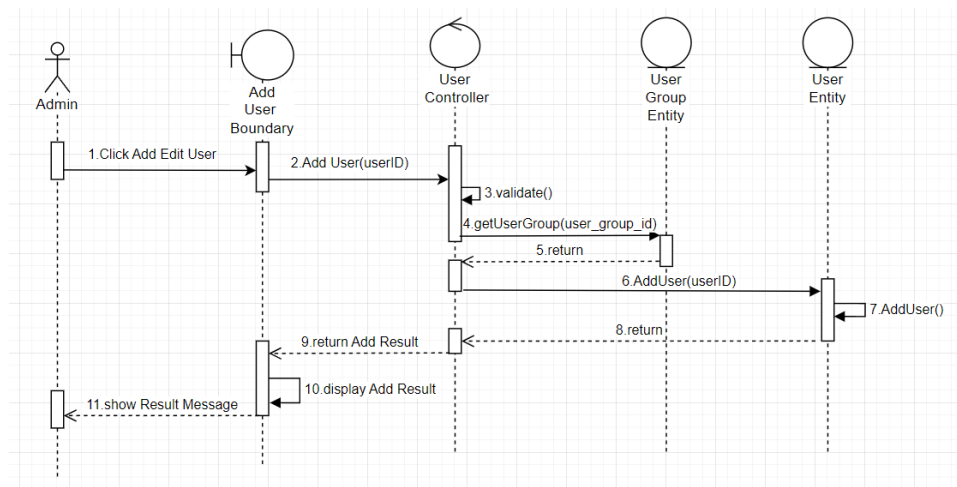 Admin
Add
User
Boundary
User
Controller
User
Group
Entity
User
Entity
1.Click Add Edit User
2.Add User(userID)
3.validate()
4.getUserGroup(user_group_id)
5.return
6.AddUser(userID)
7.AddUser()
8.return
9.return Add Result
10.display Add Result
11.show Result Message